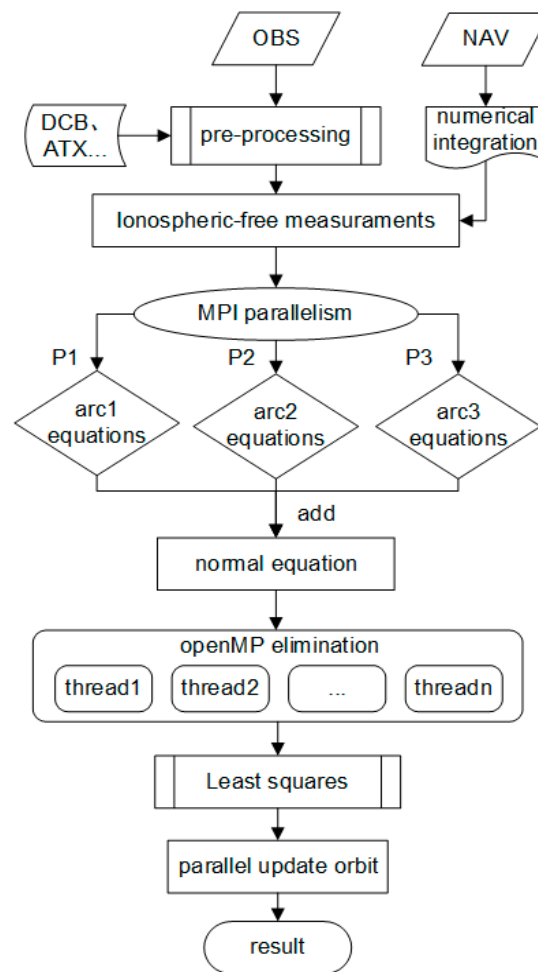 OBS
NAV
DCB、
ATX...
pre-processing
numerical
integration
Ionospheric-free measuraments
MPI parallelism
P1
P2
P3
arc1
equations
arc2
equations
arc3
equations
add
normal equation
openMP elimination
thread1
thread2
...
threadn
Least squares
parallel update orbit
result